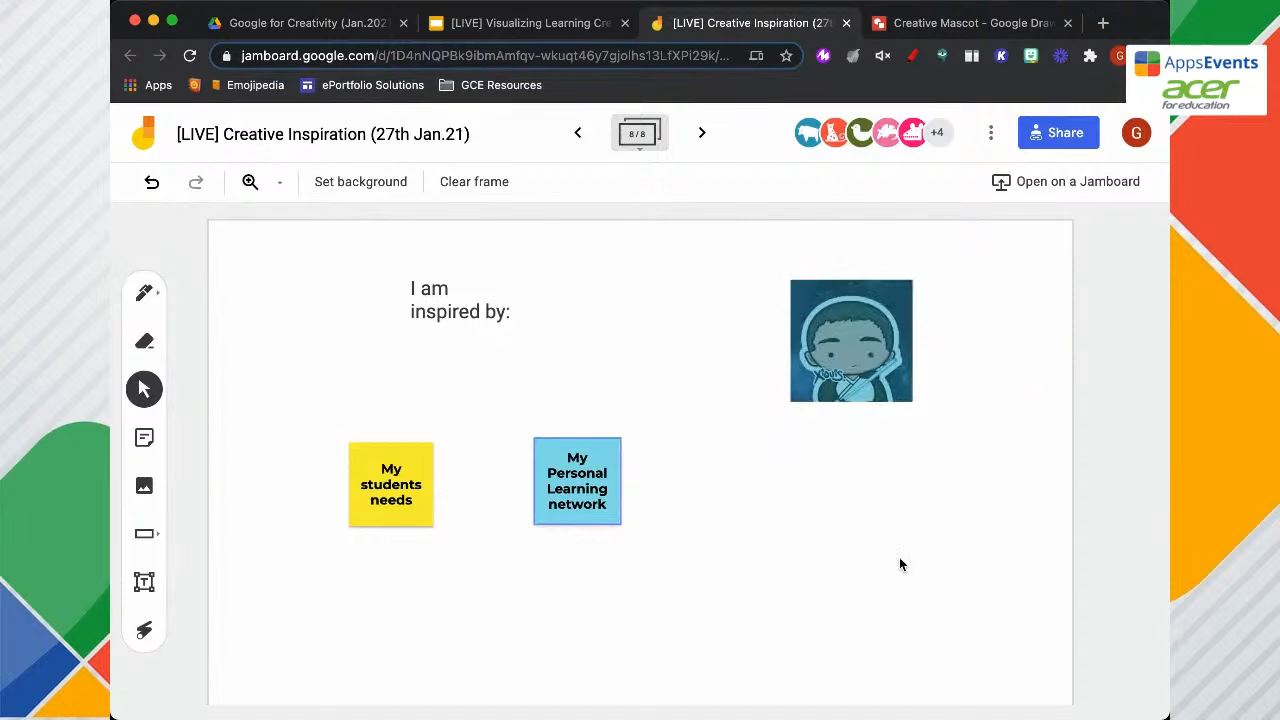 Google for Creativity (Jan.202
[LIVE] Visualizing Learning Cre
[LIVE] Creative Inspiration (27th
Creative Mascot - Google Draw
jamboard.google.com/d/1D4nNOPBk9ibmAmfqv-wkuqt46y7gjolhs13LfXPi29k/...
G
Apps
Emojipedia
ePortfolio Solutions
GCE Resources
AppsEvents
acer
for education
[LIVE] Creative Inspiration (27th Jan.21)
8/8
+4
Share
G
Set background
Clear frame
Open on a Jamboard
I am
inspired by:
My
students
needs
My
Personal
Learning
network